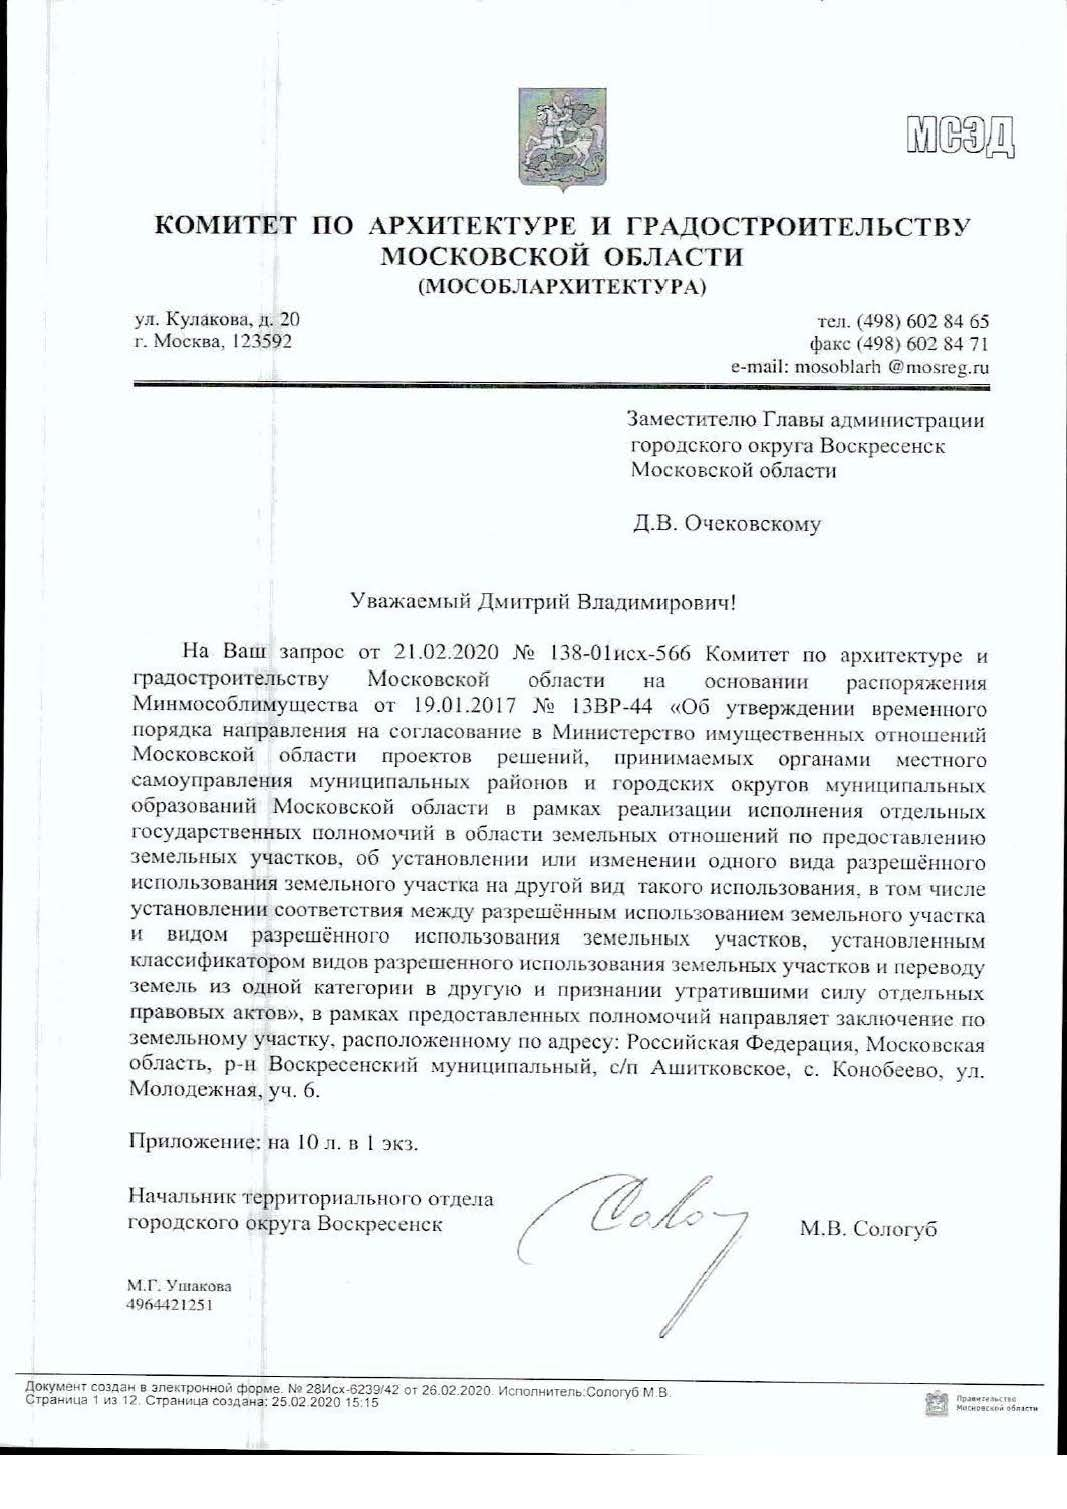 МСЭД
КОМИТЕТ ПО АРХИТЕКТУРЕ И ГРАДОСТРОИТЕЛЬСТВУ
МОСКОВСКОЙ ОБЛАСТИ
(МОСОБЛАРХИТЕКТУРА)
ул. Кулакова, д. 20
г. Москва, 123592
тел. (498) 602 84 65
факс (498) 602 84 71
e-mail: mosoblarh @mosreg.ru
Заместителю Главы администрации
городского округа Воскресенск
Московской области
Д.В. Очековскому
Уважаемый Дмитрий Владимирович!
На Ваш запрос от 21.02.2020 № 138-01исх-566 Комитет по архитектуре и
градостроительству Московской области на основании распоряжения
Минмособлимущества от 19.01.2017 № 13ВР-44 «Об утверждении временного
порядка направления на согласование в Министерство имущественных отношений
Московской области проектов решений, принимаемых органами местного
самоуправления муниципальных районов и городских округов муниципальных
образований Московской области в рамках реализации исполнения отдельных
государственных полномочий в области земельных отношений по предоставлению
земельных участков, об установлении или изменении одного вида разрешённого
использования земельного участка на другой вид такого использования, в том числе
установлении соответствия между разрешённым использованием земельного участка
и видом разрешённого использования земельных участков, установленным
классификатором видов разрешенного использования земельных участков и переводу
земель из одной категории в другую и признании утратившими силу отдельных
правовых актов», в рамках предоставленных полномочий направляет заключение по
земельному участку, расположенному по адресу: Российская Федерация, Московская
область, р-н Воскресенский муниципальный, с/п Ашитковское, с. Конобеево, ул.
Молодежная, уч. 6.
Приложение: на 10 л. в 1 экз.
Начальник территориального отдела
городского округа Воскресенск
М.В. Сологуб
М.Г. Ушакова
4964421251
Документ создан в электронной форме. № 28Исх-6239/42 от 26.02.2020. Исполнитель:Сологуб М.В.
Страница 1 из 12. Страница создана: 25.02.2020 15:15
Правительство
Московской области